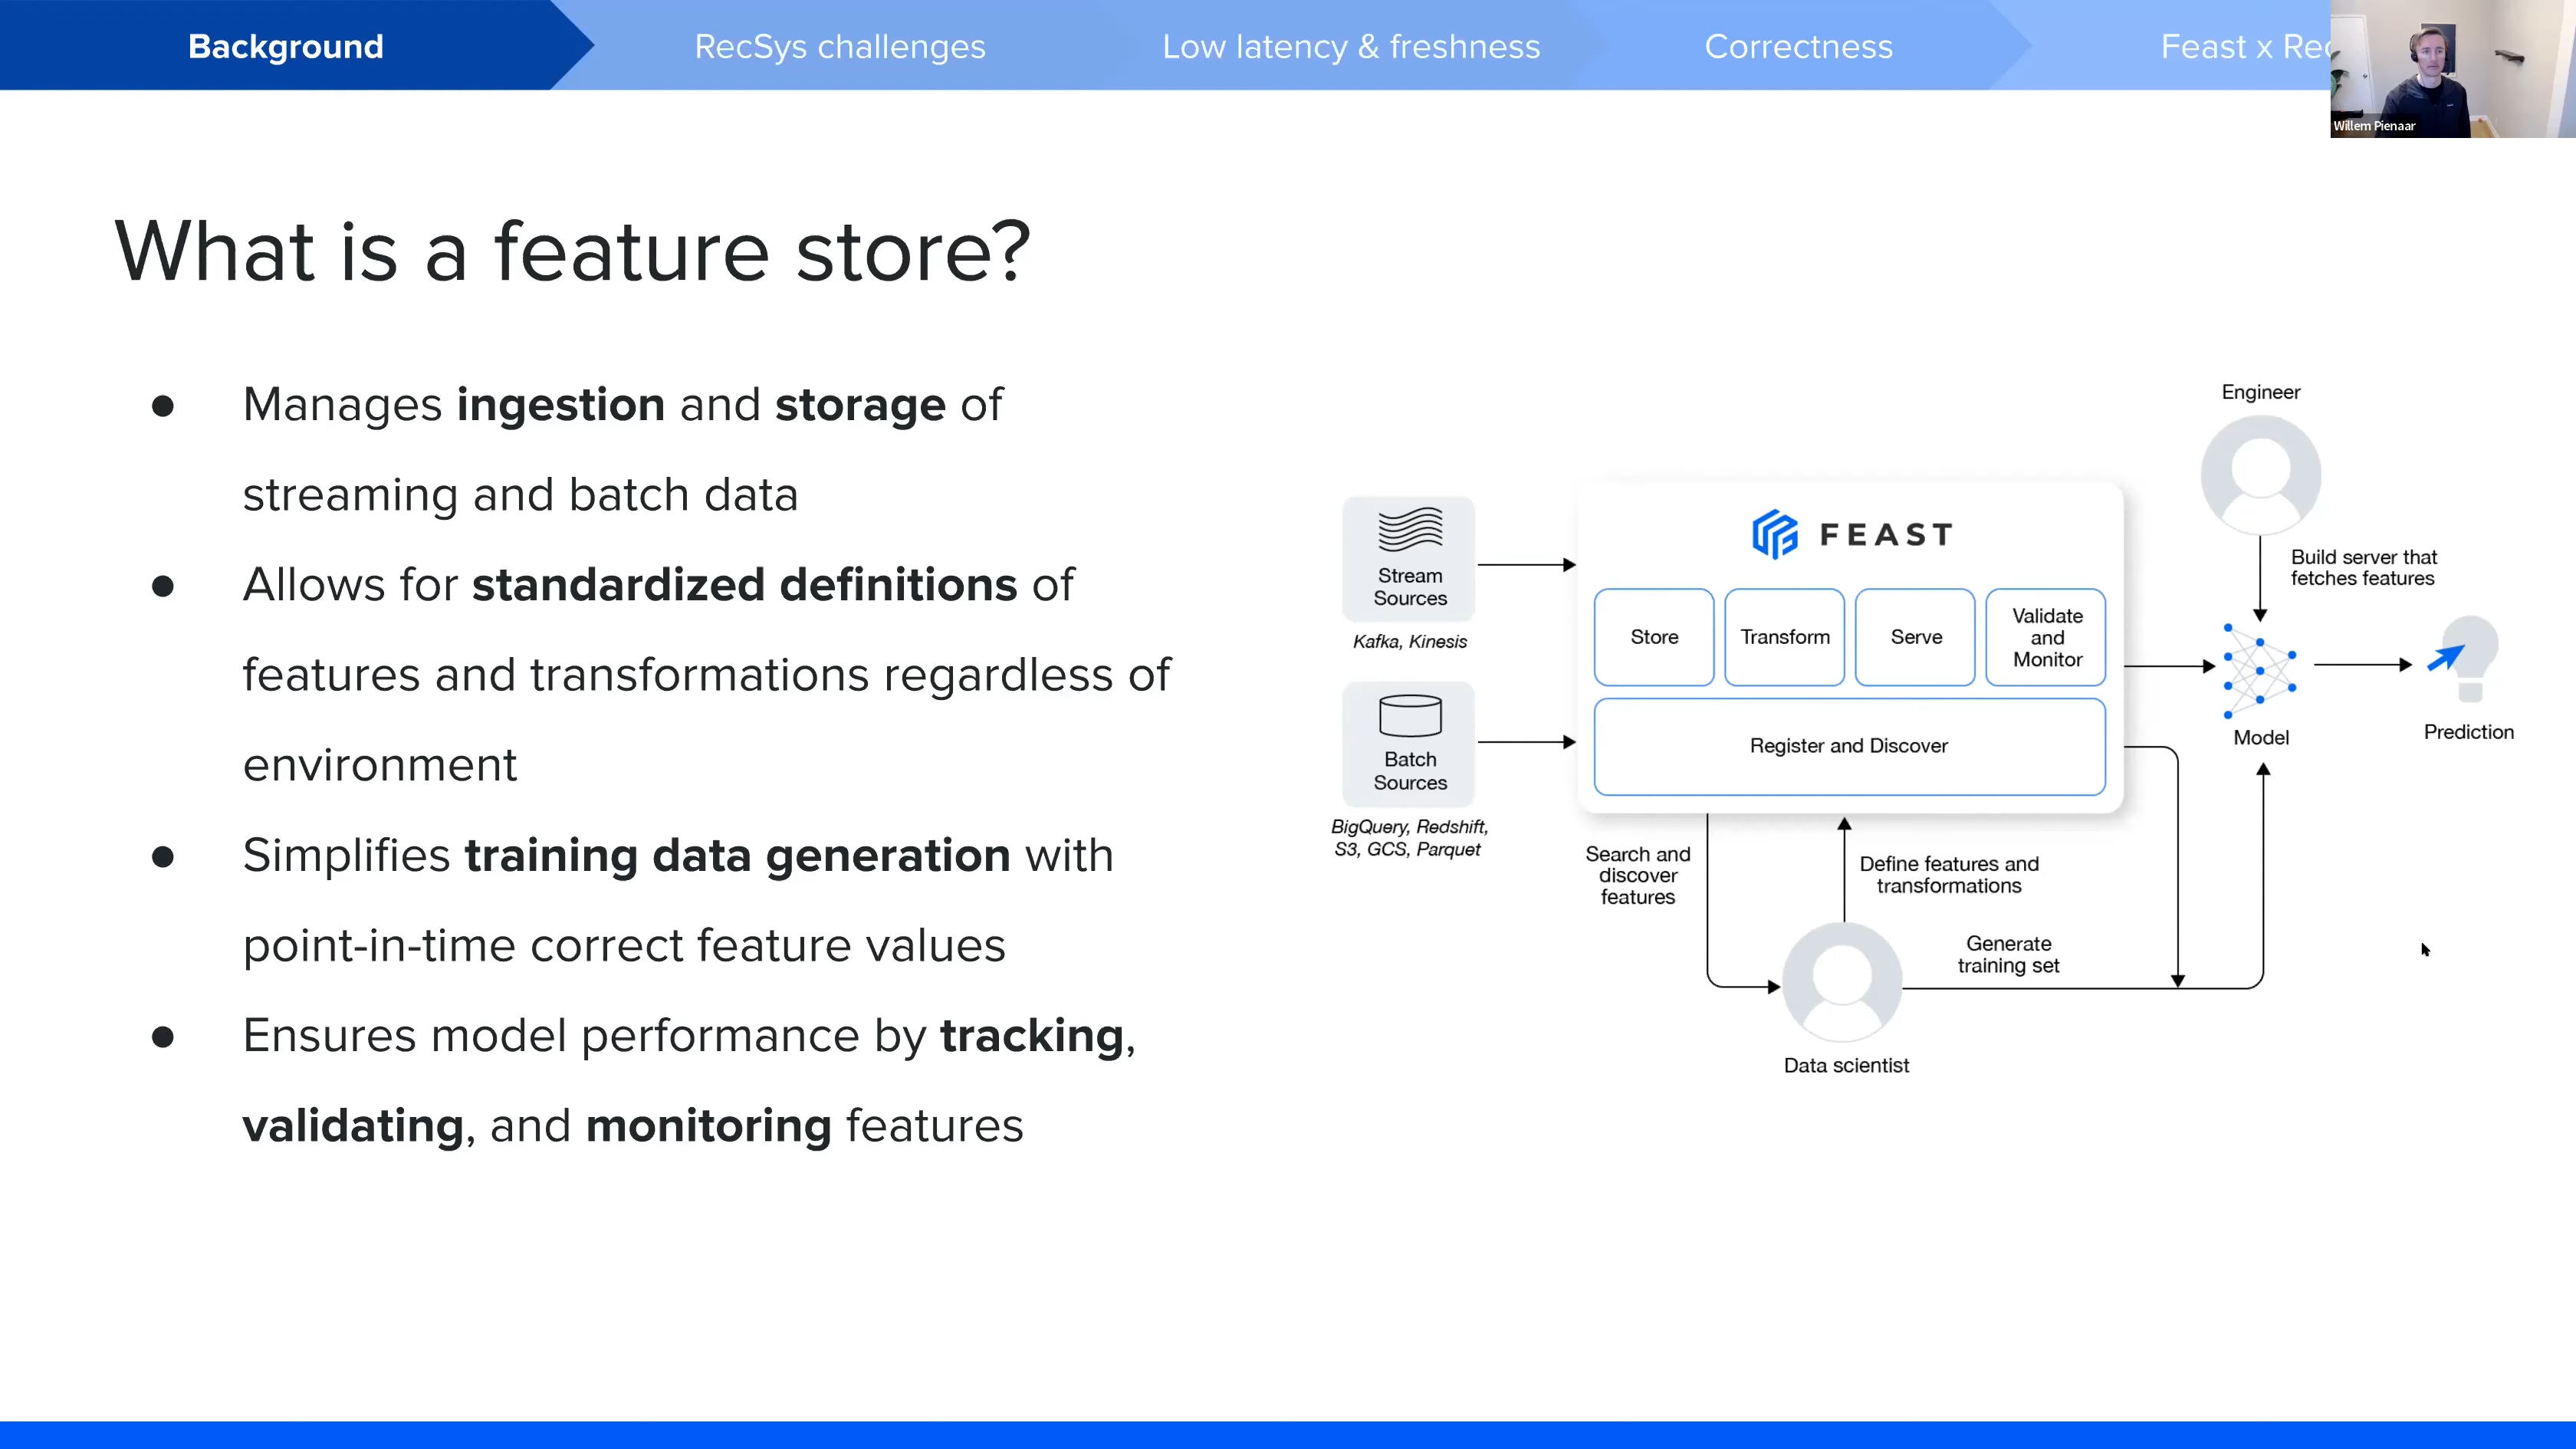 Background
RecSys challenges
Low latency & freshness
Correctness
Feast x Rec
Willem Pienaar
What is a feature store?
● Manages ingestion and storage of
streaming and batch data
● Allows for standardized definitions of
features and transformations regardless of
environment
● Simplifies training data generation with
point-in-time correct feature values
● Ensures model performance by tracking,
validating, and monitoring features
Stream
Sources
Kafka, Kinesis
Batch
Sources
BigQuery, Redshift,
S3, GCS, Parquet
FEAST
Store
Transform
Serve
Validate
and
Monitor
Register and Discover
Search and
discover
features
Define features and
transformations
Generate
training set
Data scientist
Engineer
Build server that
fetches features
Model
Prediction